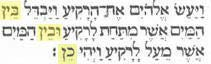 וַיַּעַשׂ אֱלֹהִים אֶת־הָרָקִיעַ וַיַּבְדֵּל בֵּין
הַמַּיִם אֲשֶׁר מִתַּחַת לָרָקִיעַ וּבֵין הַמַּיִם
אֲשֶׁר מֵעַל לָרָקִיעַ וַיְהִי כֵן :